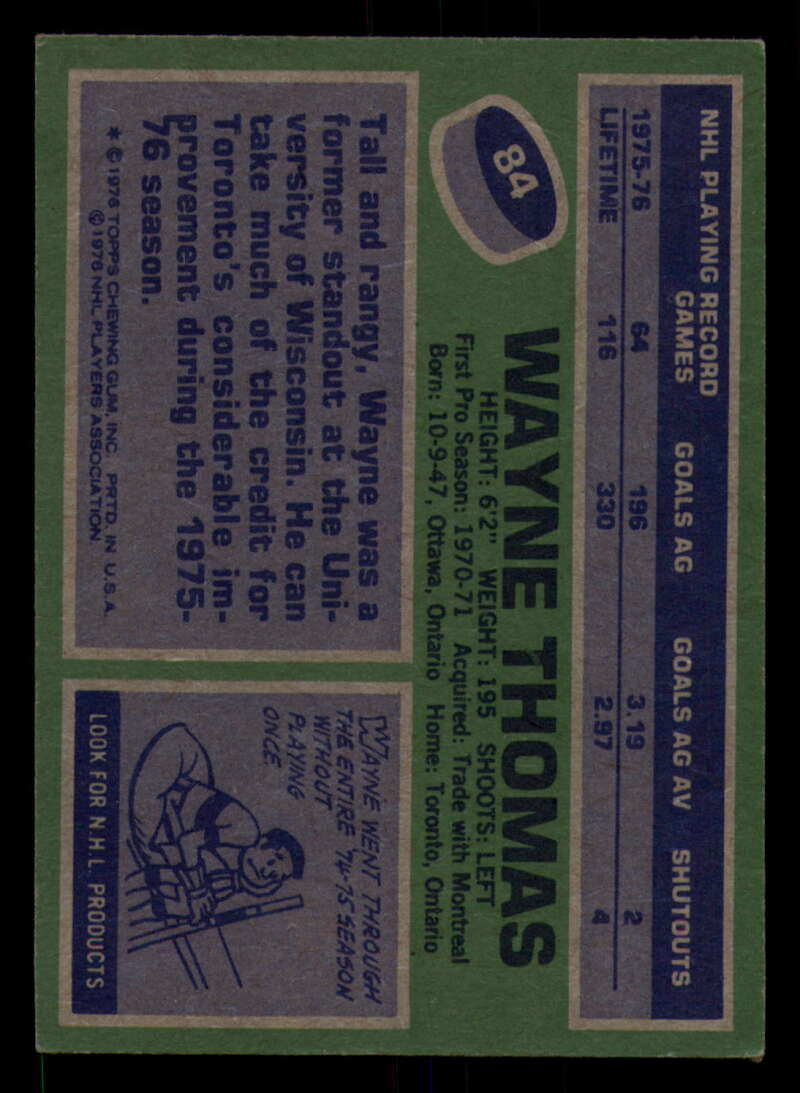 NHL PLAYING RECORD
GAMES GOALS AG GOALS AG AV SHUTOUTS
1975-76 64 196 3.19 2
LIFETIME 116 330 2.97 4
84
WAYNE THOMAS
HEIGHT: 6'2" WEIGHT: 195 SHOOTS: LEFT
First Pro Season: 1970-71 Acquired: Trade with Montreal
Born: 10-9-47, Ottawa, Ontario Home: Toronto, Ontario
Tall and rangy, Wayne was a
former standout at the Uni-
versity of Wisconsin. He can
take much of the credit for
Toronto's considerable im-
provement during the 1975-
76 season.
* © 1976 TOPPS CHEWING GUM, INC. PRTD. IN U.S.A.
© 1976 NHL PLAYERS ASSOCIATION
WAYNE WENT THROUGH
THE ENTIRE '74-75 SEASON
WITHOUT
PLAYING
ONCE.
LOOK FOR N.H.L. PRODUCTS